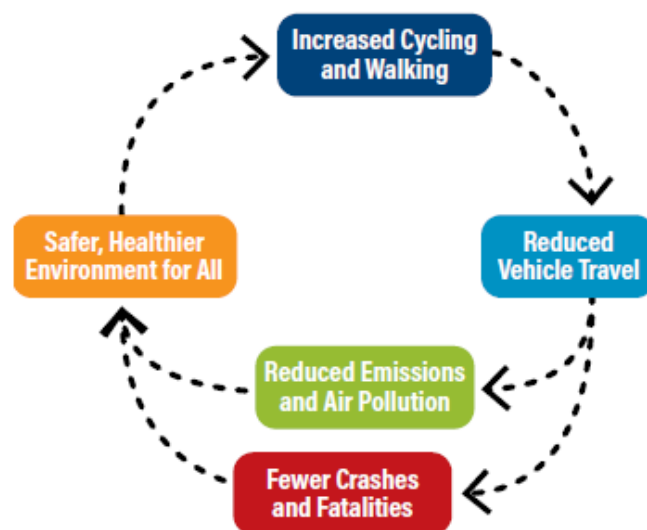 Increased Cycling
and Walking
Reduced
Vehicle Travel
Reduced Emissions
and Air Pollution
Fewer Crashes
and Fatalities
Safer, Healthier
Environment for All